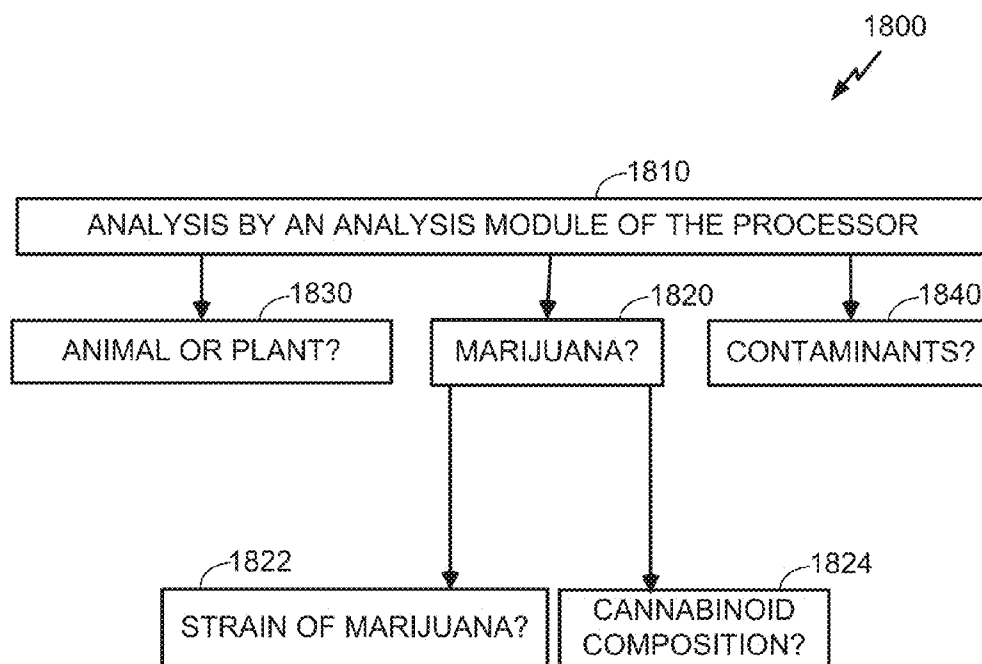 1800
1810
ANALYSIS BY AN ANALYSIS MODULE OF THE PROCESSOR
1830
1820
1840
ANIMAL OR PLANT?
MARIJUANA?
CONTAMINANTS?
1822
1824
STRAIN OF MARIJUANA?
CANNABINOID
COMPOSITION?